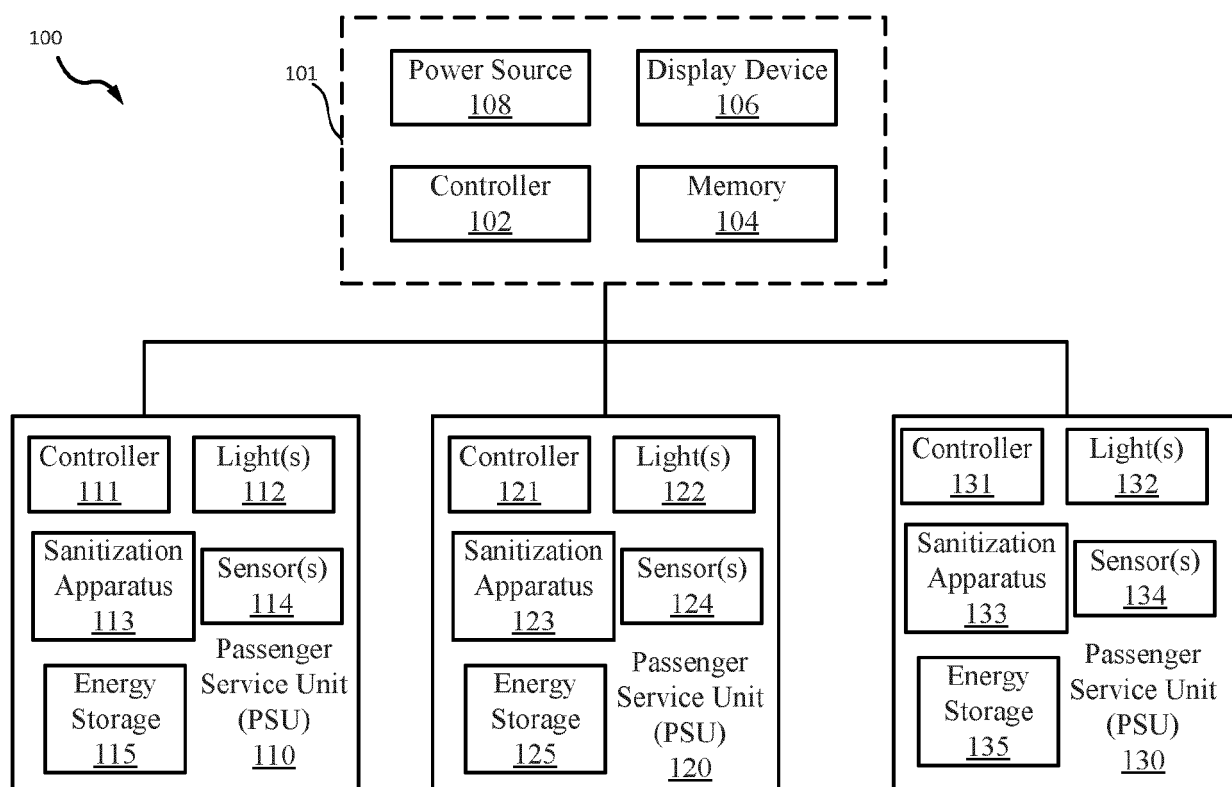 100
101
Power Source
108
Display Device
106
Controller
102
Memory
104
Controller
111
Light(s)
112
Sanitization
Apparatus
113
Sensor(s)
114
Energy
Storage
115
Passenger
Service Unit
(PSU)
110
Controller
121
Light(s)
122
Sanitization
Apparatus
123
Sensor(s)
124
Energy
Storage
125
Passenger
Service Unit
(PSU)
120
Controller
131
Light(s)
132
Sanitization
Apparatus
133
Sensor(s)
134
Energy
Storage
135
Passenger
Service Unit
(PSU)
130